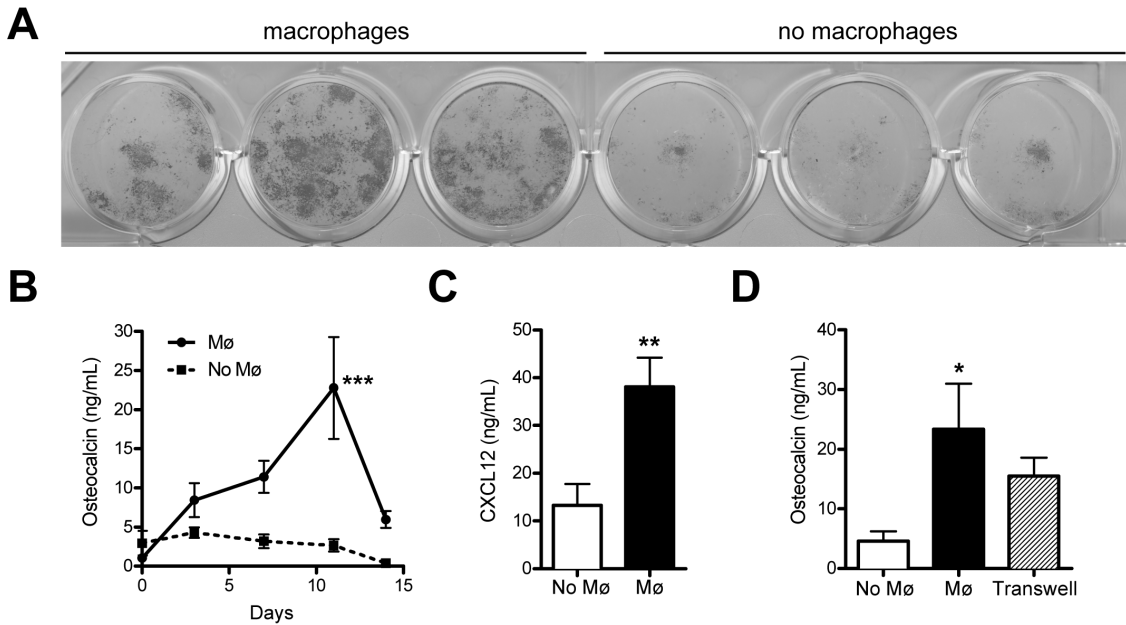 A
macrophages
no macrophages
B
Osteocalcin (ng/mL)
30
25
20
15
10
5
0
Mø
No Mø
***
0
5
10
15
Days
C
CXCL12 (ng/mL)
50
40
30
20
10
0
**
No Mø
Mø
D
Osteocalcin (ng/mL)
40
30
20
10
0
*
No Mø
Mø
Transwell